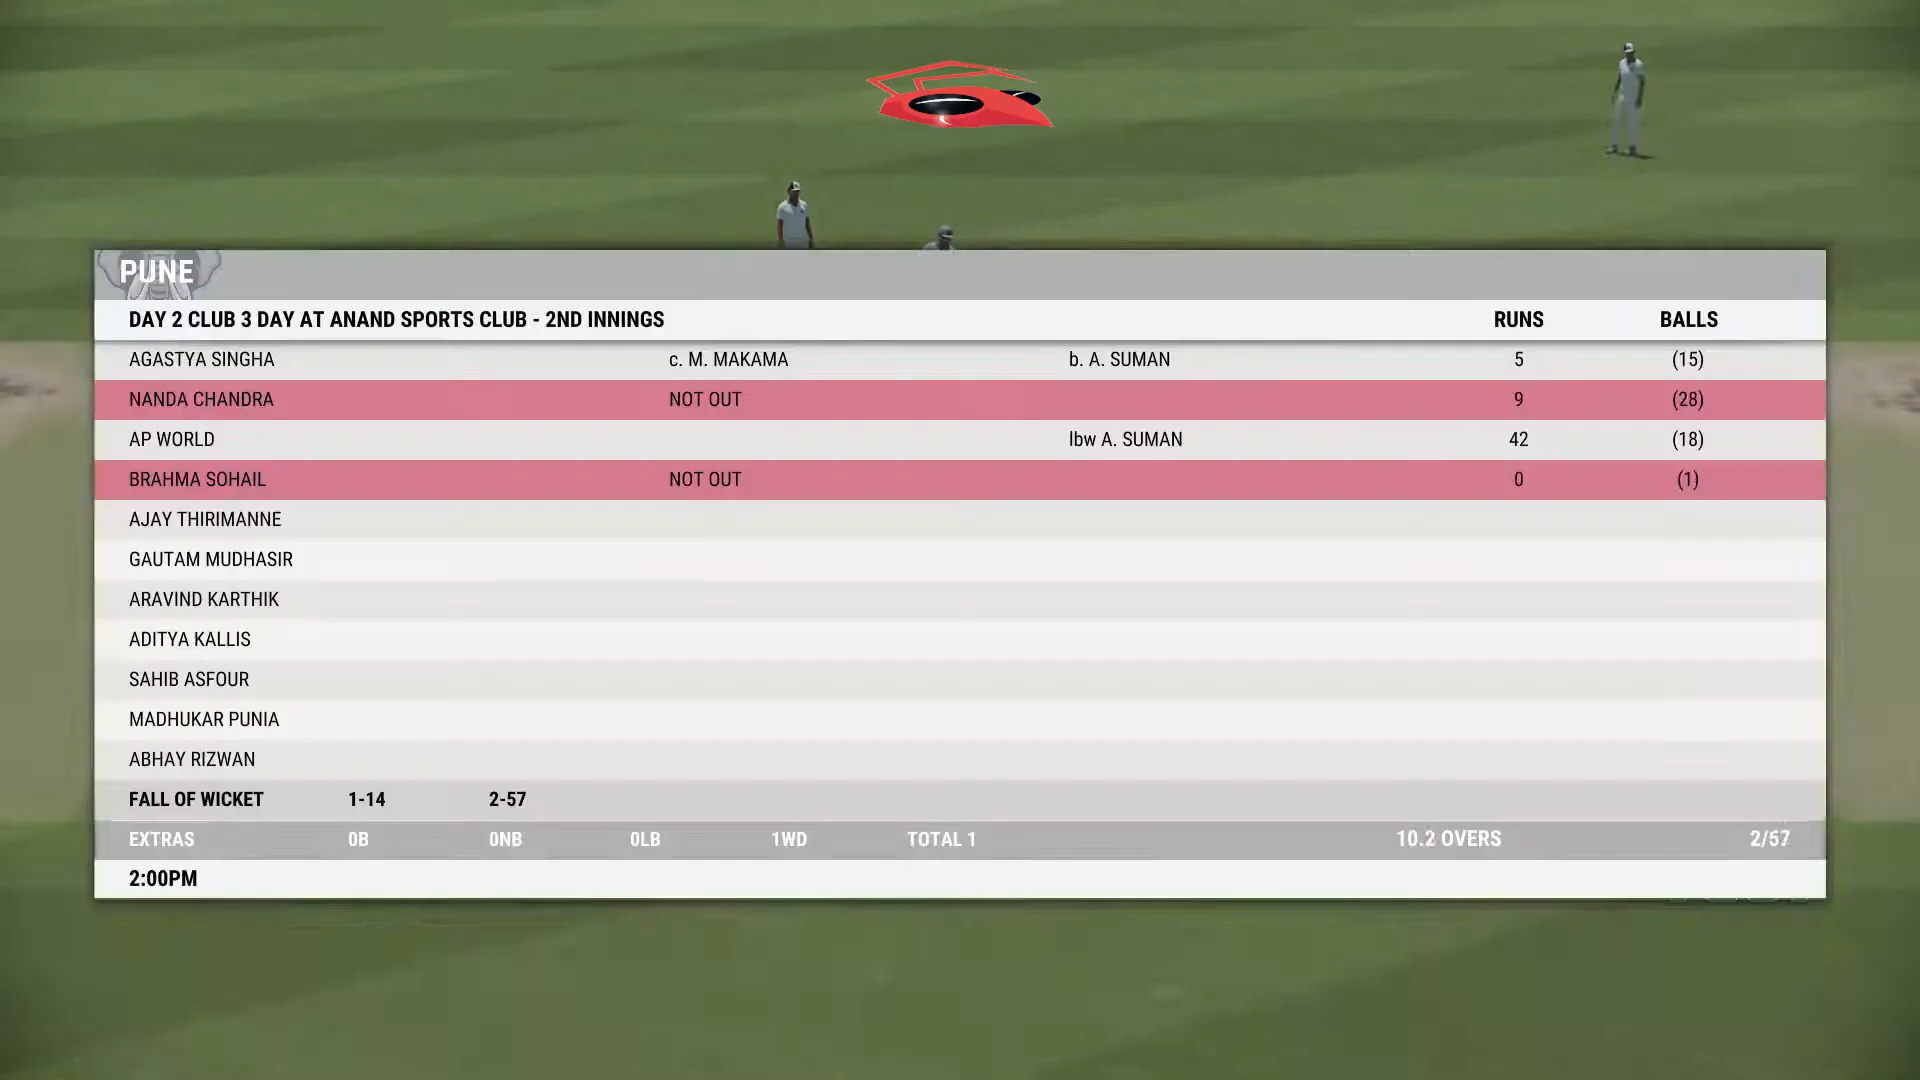 PUNE
DAY 2 CLUB 3 DAY AT ANAND SPORTS CLUB - 2ND INNINGS RUNS BALLS
AGASTYA SINGHA c. M. MAKAMA b. A. SUMAN 5 (15)
NANDA CHANDRA NOT OUT 9 (28)
AP WORLD lbw A. SUMAN 42 (18)
BRAHMA SOHAIL NOT OUT 0 (1)
AJAY THIRIMANNE
GAUTAM MUDHASIR
ARAVIND KARTHIK
ADITYA KALLIS
SAHIB ASFOUR
MADHUKAR PUNIA
ABHAY RIZWAN
FALL OF WICKET 1-14 2-57
EXTRAS 0B 0NB 0LB 1WD TOTAL 1 10.2 OVERS 2/57
2:00PM